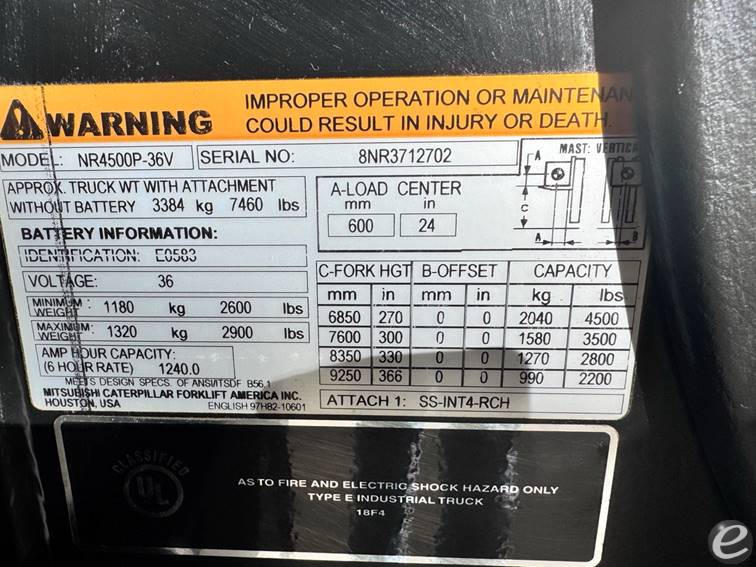 WARNING
IMPROPER OPERATION OR MAINTENAN
COULD RESULT IN INJURY OR DEATH.
MODEL: NR4500P-36V SERIAL NO: 8NR3712702
APPROX. TRUCK WT WITH ATTACHMENT
WITHOUT BATTERY 3384 kg 7460 lbs
BATTERY INFORMATION:
IDENTIFICATION: E0583
VOLTAGE: 36
MINIMUM WEIGHT: 1180 kg 2600 lbs
MAXIMUM WEIGHT: 1320 kg 2900 lbs
AMP HOUR CAPACITY:
(6 HOUR RATE) 1240.0
MEETS DESIGN SPECS. OF ANSI/ITSDF B56.1
MITSUBISHI CATERPILLAR FORKLIFT AMERICA INC.
HOUSTON, USA ENGLISH 97H82-10601
A-LOAD CENTER
mm in
600 24
MAST: VERTICA
A
C
A B
C-FORK HGT B-OFFSET CAPACITY
mm in mm in kg lbs
6850 270 0 0 2040 4500
7600 300 0 0 1580 3500
8350 330 0 0 1270 2800
9250 366 0 0 990 2200
ATTACH 1: SS-INT4-RCH
CLASSIFIED
UL
AS TO FIRE AND ELECTRIC SHOCK HAZARD ONLY
TYPE E INDUSTRIAL TRUCK
18F4
e